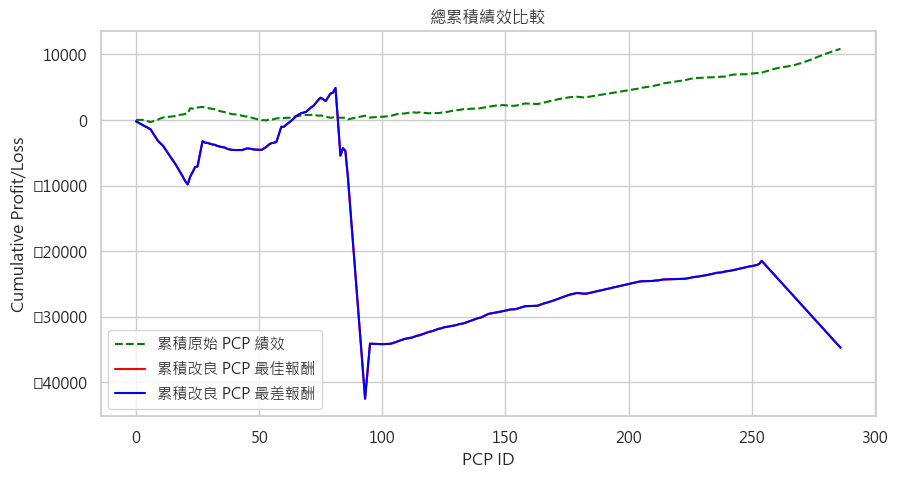 總累積績效比較
Cumulative Profit/Loss
10000
0
▯10000
▯20000
▯30000
▯40000
累積原始 PCP 績效
累積改良 PCP 最佳報酬
累積改良 PCP 最差報酬
0
50
100
150
200
250
300
PCP ID